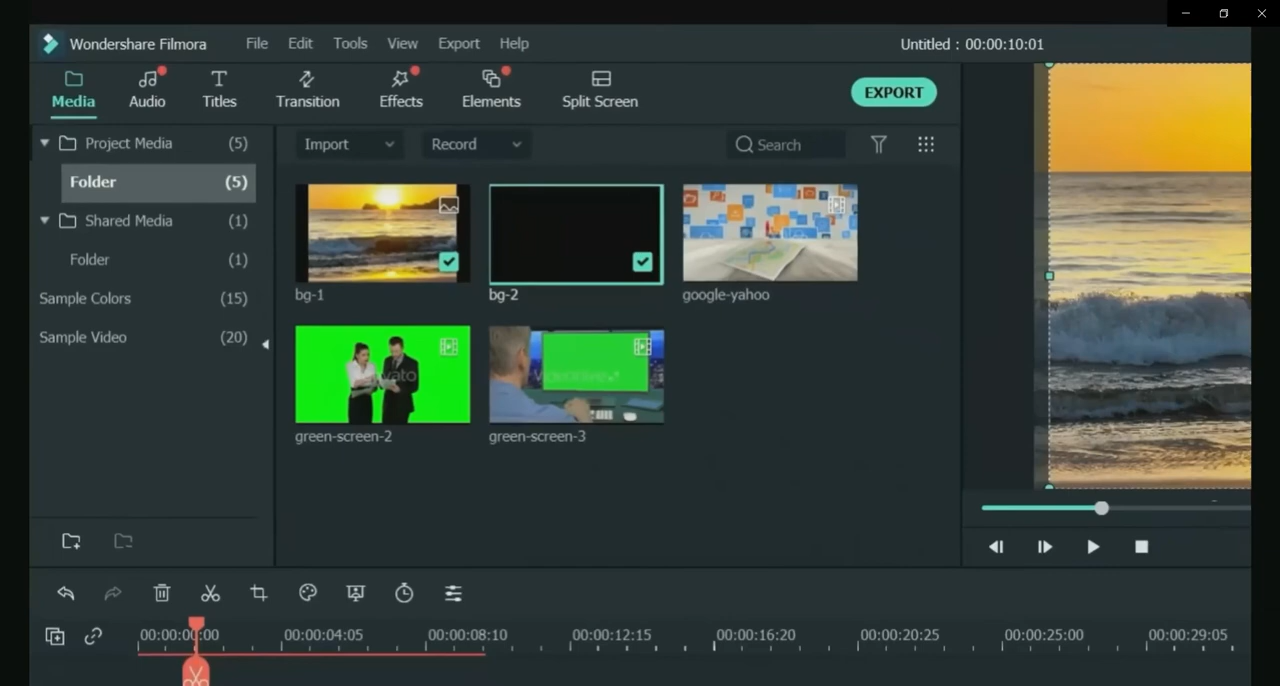 Wondershare Filmora File Edit Tools View Export Help Untitled : 00:00:10:01
Media Audio Titles Transition Effects Elements Split Screen EXPORT
Project Media (5) Import Record Search
Folder (5)
Shared Media (1)
Folder (1)
Sample Colors (15)
Sample Video (20)
bg-1 bg-2 google-yahoo
green-screen-2 green-screen-3
00:00:00:00 00:00:04:05 00:00:08:10 00:00:12:15 00:00:16:20 00:00:20:25 00:00:25:00 00:00:29:05